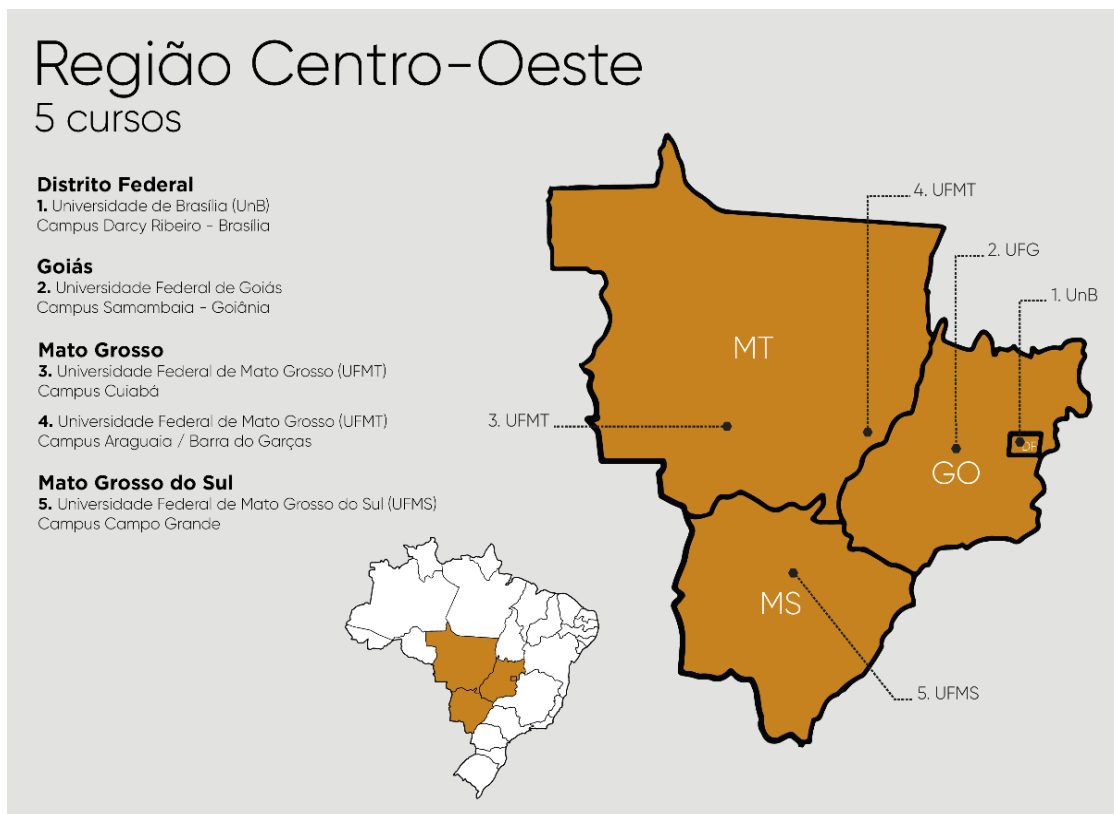 Região Centro-Oeste
5 cursos
Distrito Federal
1. Universidade de Brasília (UnB)
Campus Darcy Ribeiro - Brasília
Goiás
2. Universidade Federal de Goiás
Campus Samambaia - Goiânia
Mato Grosso
3. Universidade Federal de Mato Grosso (UFMT)
Campus Cuiabá
4. Universidade Federal de Mato Grosso (UFMT)
Campus Araguaia / Barra do Garças
Mato Grosso do Sul
5. Universidade Federal de Mato Grosso do Sul (UFMS)
Campus Campo Grande
4. UFMT
2. UFG
1. UnB
MT
3. UFMT
DF
GO
MS
5. UFMS